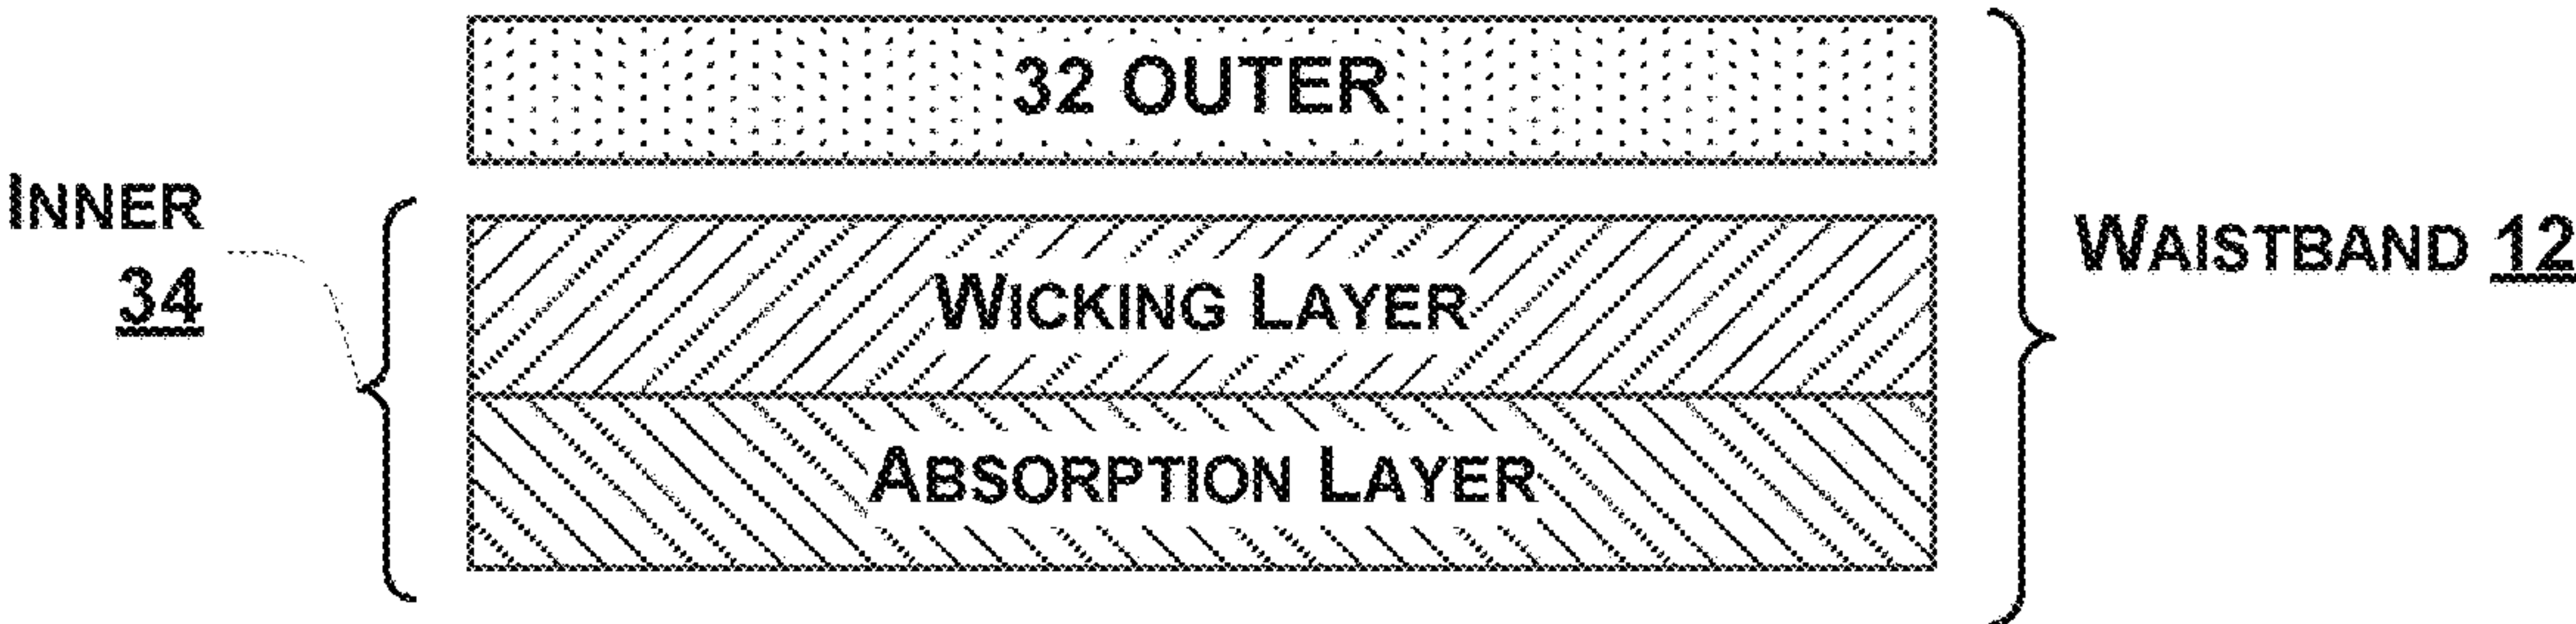 32 OUTER
INNER
34
WICKING LAYER
WAISTBAND 12
ABSORPTION LAYER